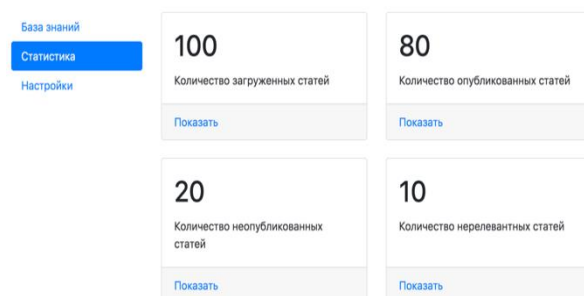 База знаний
Статистика
Настройки
100
Количество загруженных статей
Показать
80
Количество опубликованных статей
Показать
20
Количество неопубликованных
статей
Показать
10
Количество нерелевантных статей
Показать